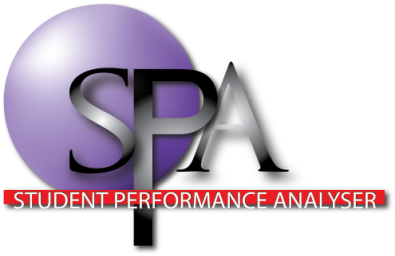 SPA
STUDENT PERFORMANCE ANALYSER